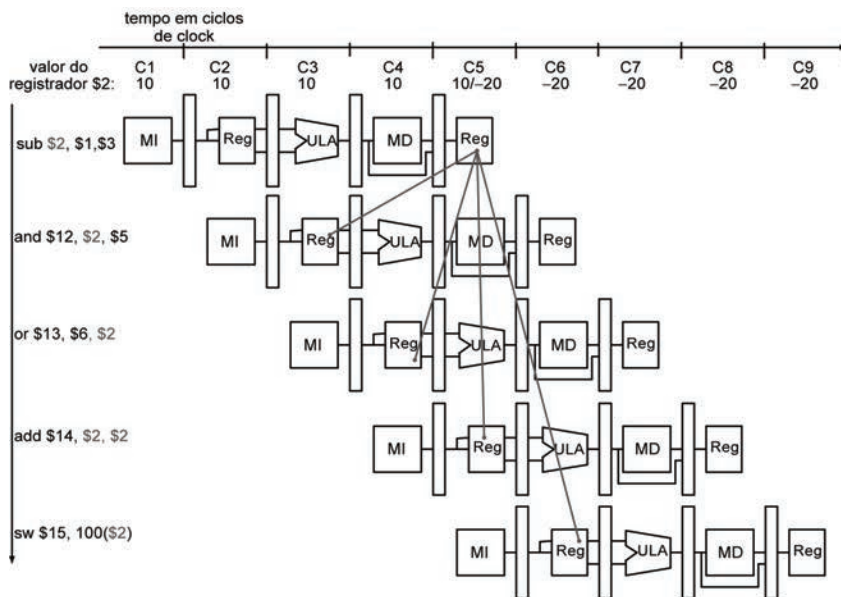 tempo em ciclos
de clock
valor do
registrador $2:
C1 C2 C3 C4 C5 C6 C7 C8 C9
10 10 10 10 10/–20 –20 –20 –20 –20
sub $2, $1,$3
MI Reg ULA MD Reg
and $12, $2, $5
MI Reg ULA MD Reg
or $13, $6, $2
MI Reg ULA MD Reg
add $14, $2, $2
MI Reg ULA MD Reg
sw $15, 100($2)
MI Reg ULA MD Reg